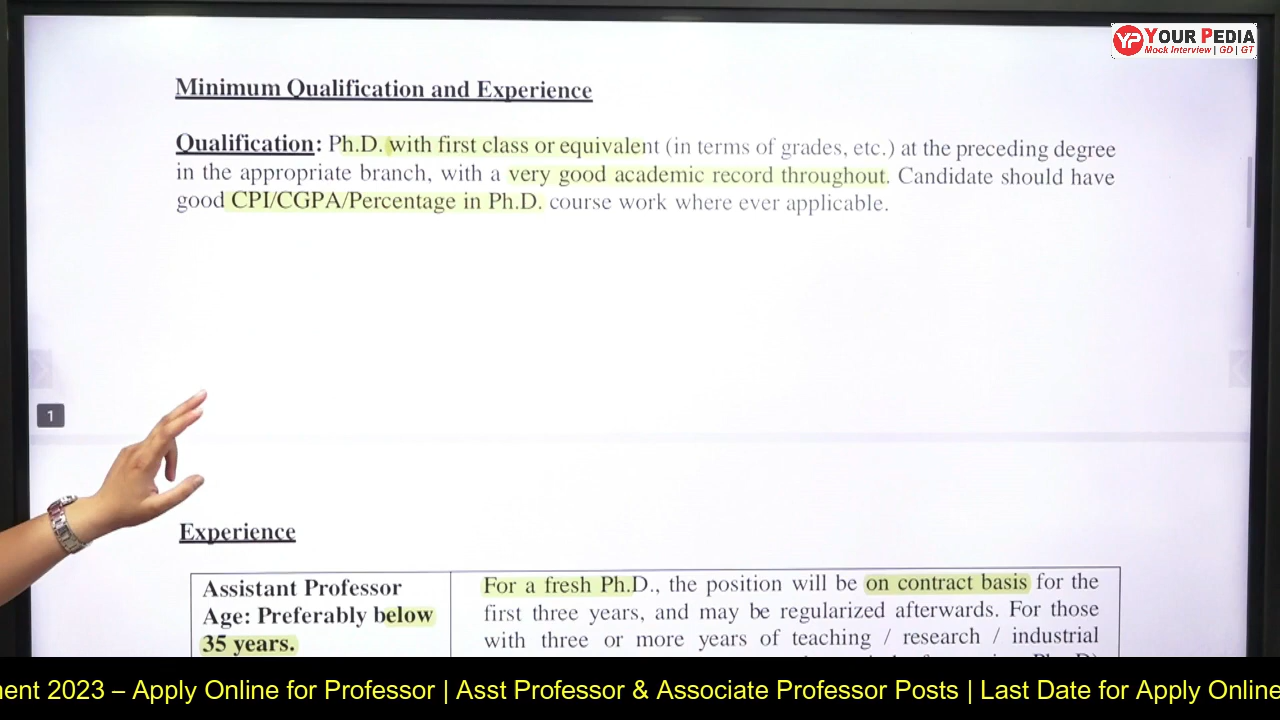 YP YOUR PEDIA
Mock Interview | GD | GT
Minimum Qualification and Experience
Qualification: Ph.D. with first class or equivalent (in terms of grades, etc.) at the preceding degree
in the appropriate branch, with a very good academic record throughout. Candidate should have
good CPI/CGPA/Percentage in Ph.D. course work where ever applicable.
1
Experience
Assistant Professor
Age: Preferably below
35 years.
For a fresh Ph.D., the position will be on contract basis for the
first three years, and may be regularized afterwards. For those
with three or more years of teaching / research / industrial
ent 2023 – Apply Online for Professor | Asst Professor & Associate Professor Posts | Last Date for Apply Online